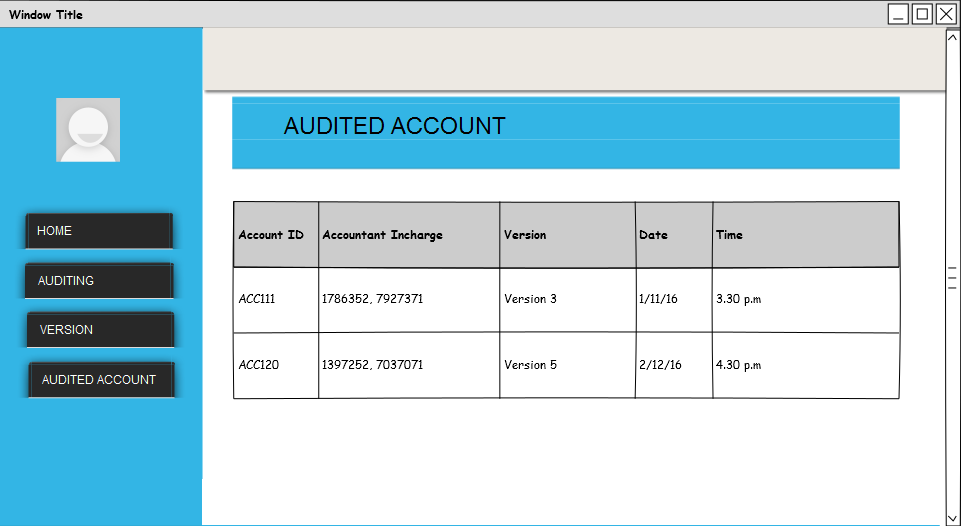 Window Title
HOME
AUDITING
VERSION
AUDITED ACCOUNT
AUDITED ACCOUNT
Account ID Accountant Incharge Version Date Time
ACC111 1786352, 7927371 Version 3 1/11/16 3.30 p.m
ACC120 1397252, 7037071 Version 5 2/12/16 4.30 p.m